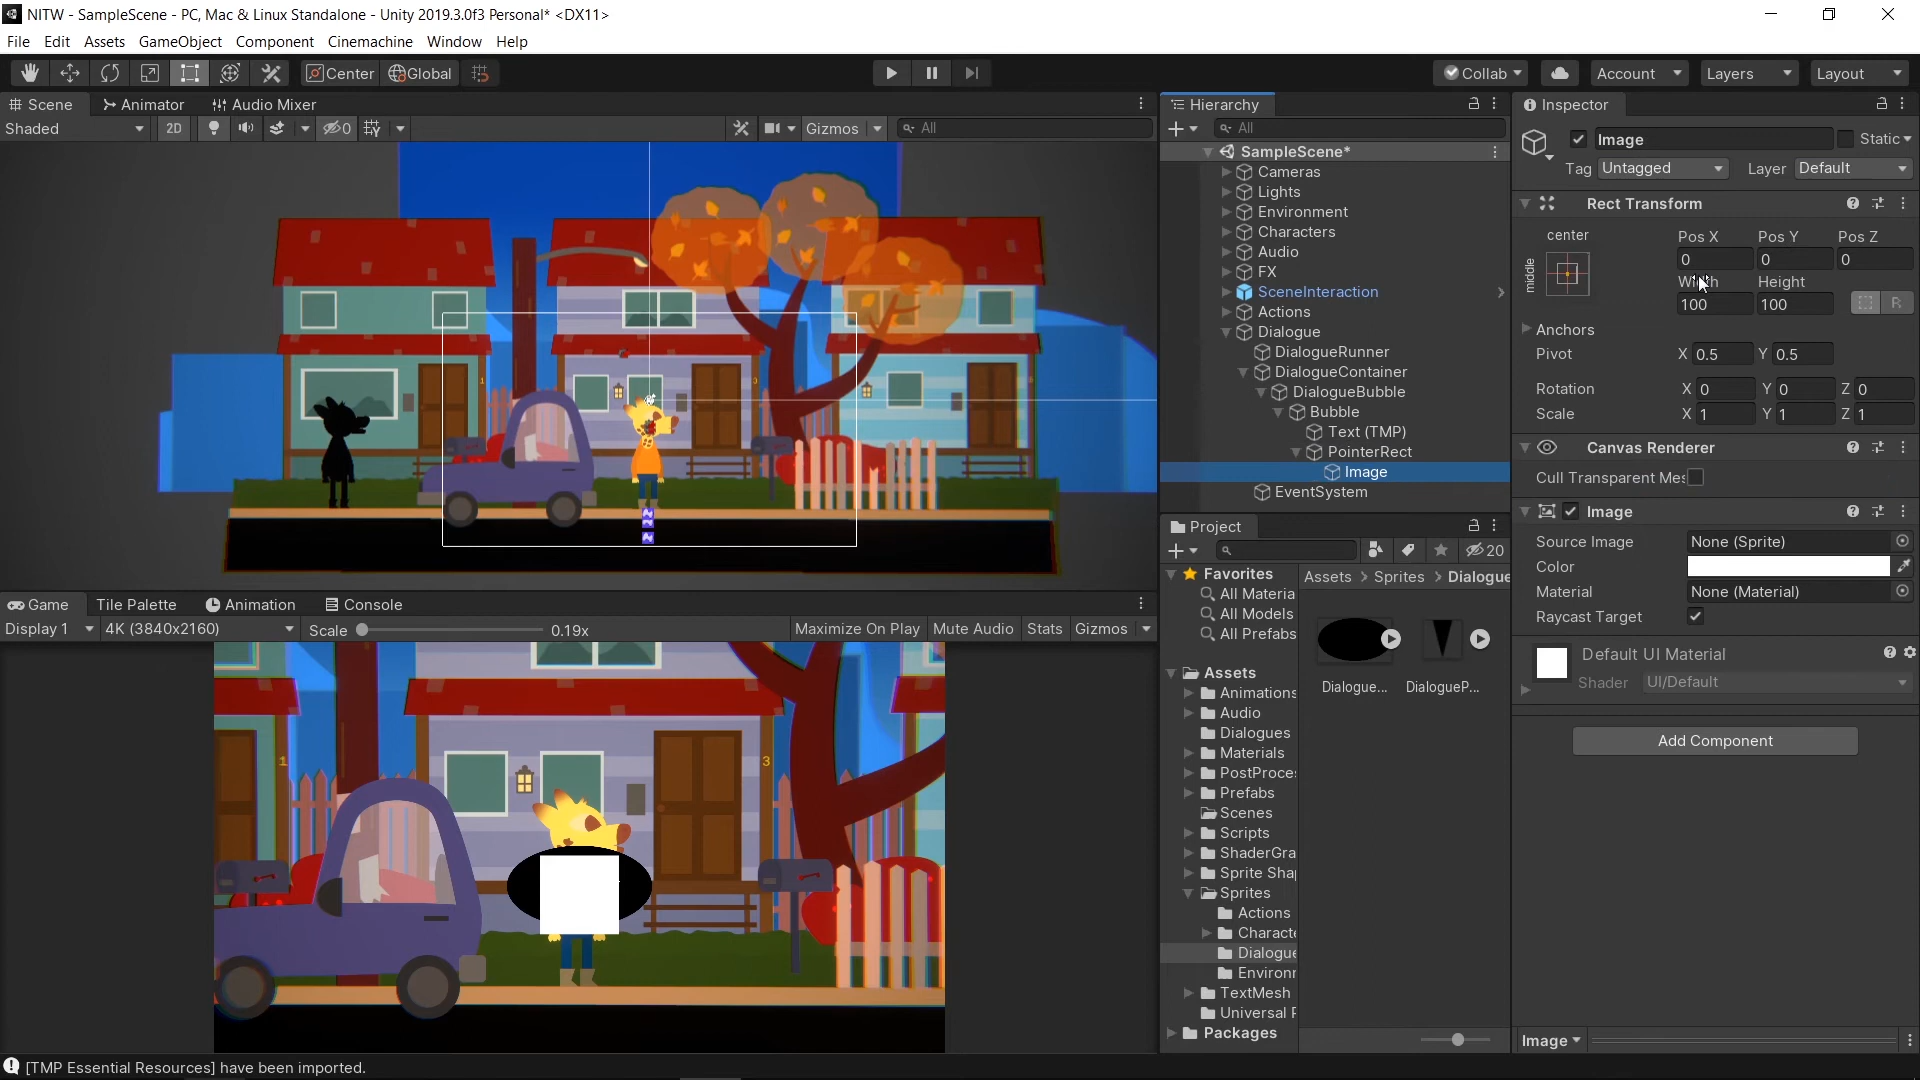 NITW - SampleScene - PC, Mac & Linux Standalone - Unity 2019.3.0f3 Personal* <DX11>
File Edit Assets GameObject Component Cinemachine Window Help
Center Global Collab Account Layers Layout
Scene Animator Audio Mixer
Shaded 2D 0 Gizmos All
Hierarchy
All
SampleScene*
Cameras
Lights
Environment
Characters
Audio
FX
SceneInteraction
Actions
Dialogue
DialogueRunner
DialogueContainer
DialogueBubble
Bubble
Text (TMP)
PointerRect
Image
EventSystem
Inspector
Image Static
Tag Untagged Layer Default
Rect Transform
center
middle
Pos X Pos Y Pos Z
0 0 0
Width Height
100 100 R
Anchors
Pivot X 0.5 Y 0.5
Rotation X 0 Y 0 Z 0
Scale X 1 Y 1 Z 1
Canvas Renderer
Cull Transparent Mes
Image
Source Image None (Sprite)
Color
Material None (Material)
Raycast Target
Default UI Material
Shader UI/Default
Add Component
Image
Game Tile Palette Animation Console
Display 1 4K (3840x2160) Scale 0.19x Maximize On Play Mute Audio Stats Gizmos
1
3
Project
20
Favorites
All Materia
All Models
All Prefabs
Assets
Animations
Audio
Dialogues
Materials
PostProce
Prefabs
Scenes
Scripts
ShaderGra
Sprite Sha
Sprites
Actions
Characte
Dialogue
Environ
TextMesh
Universal
Packages
Assets > Sprites > Dialogue
Dialogue... DialogueP...
[TMP Essential Resources] have been imported.